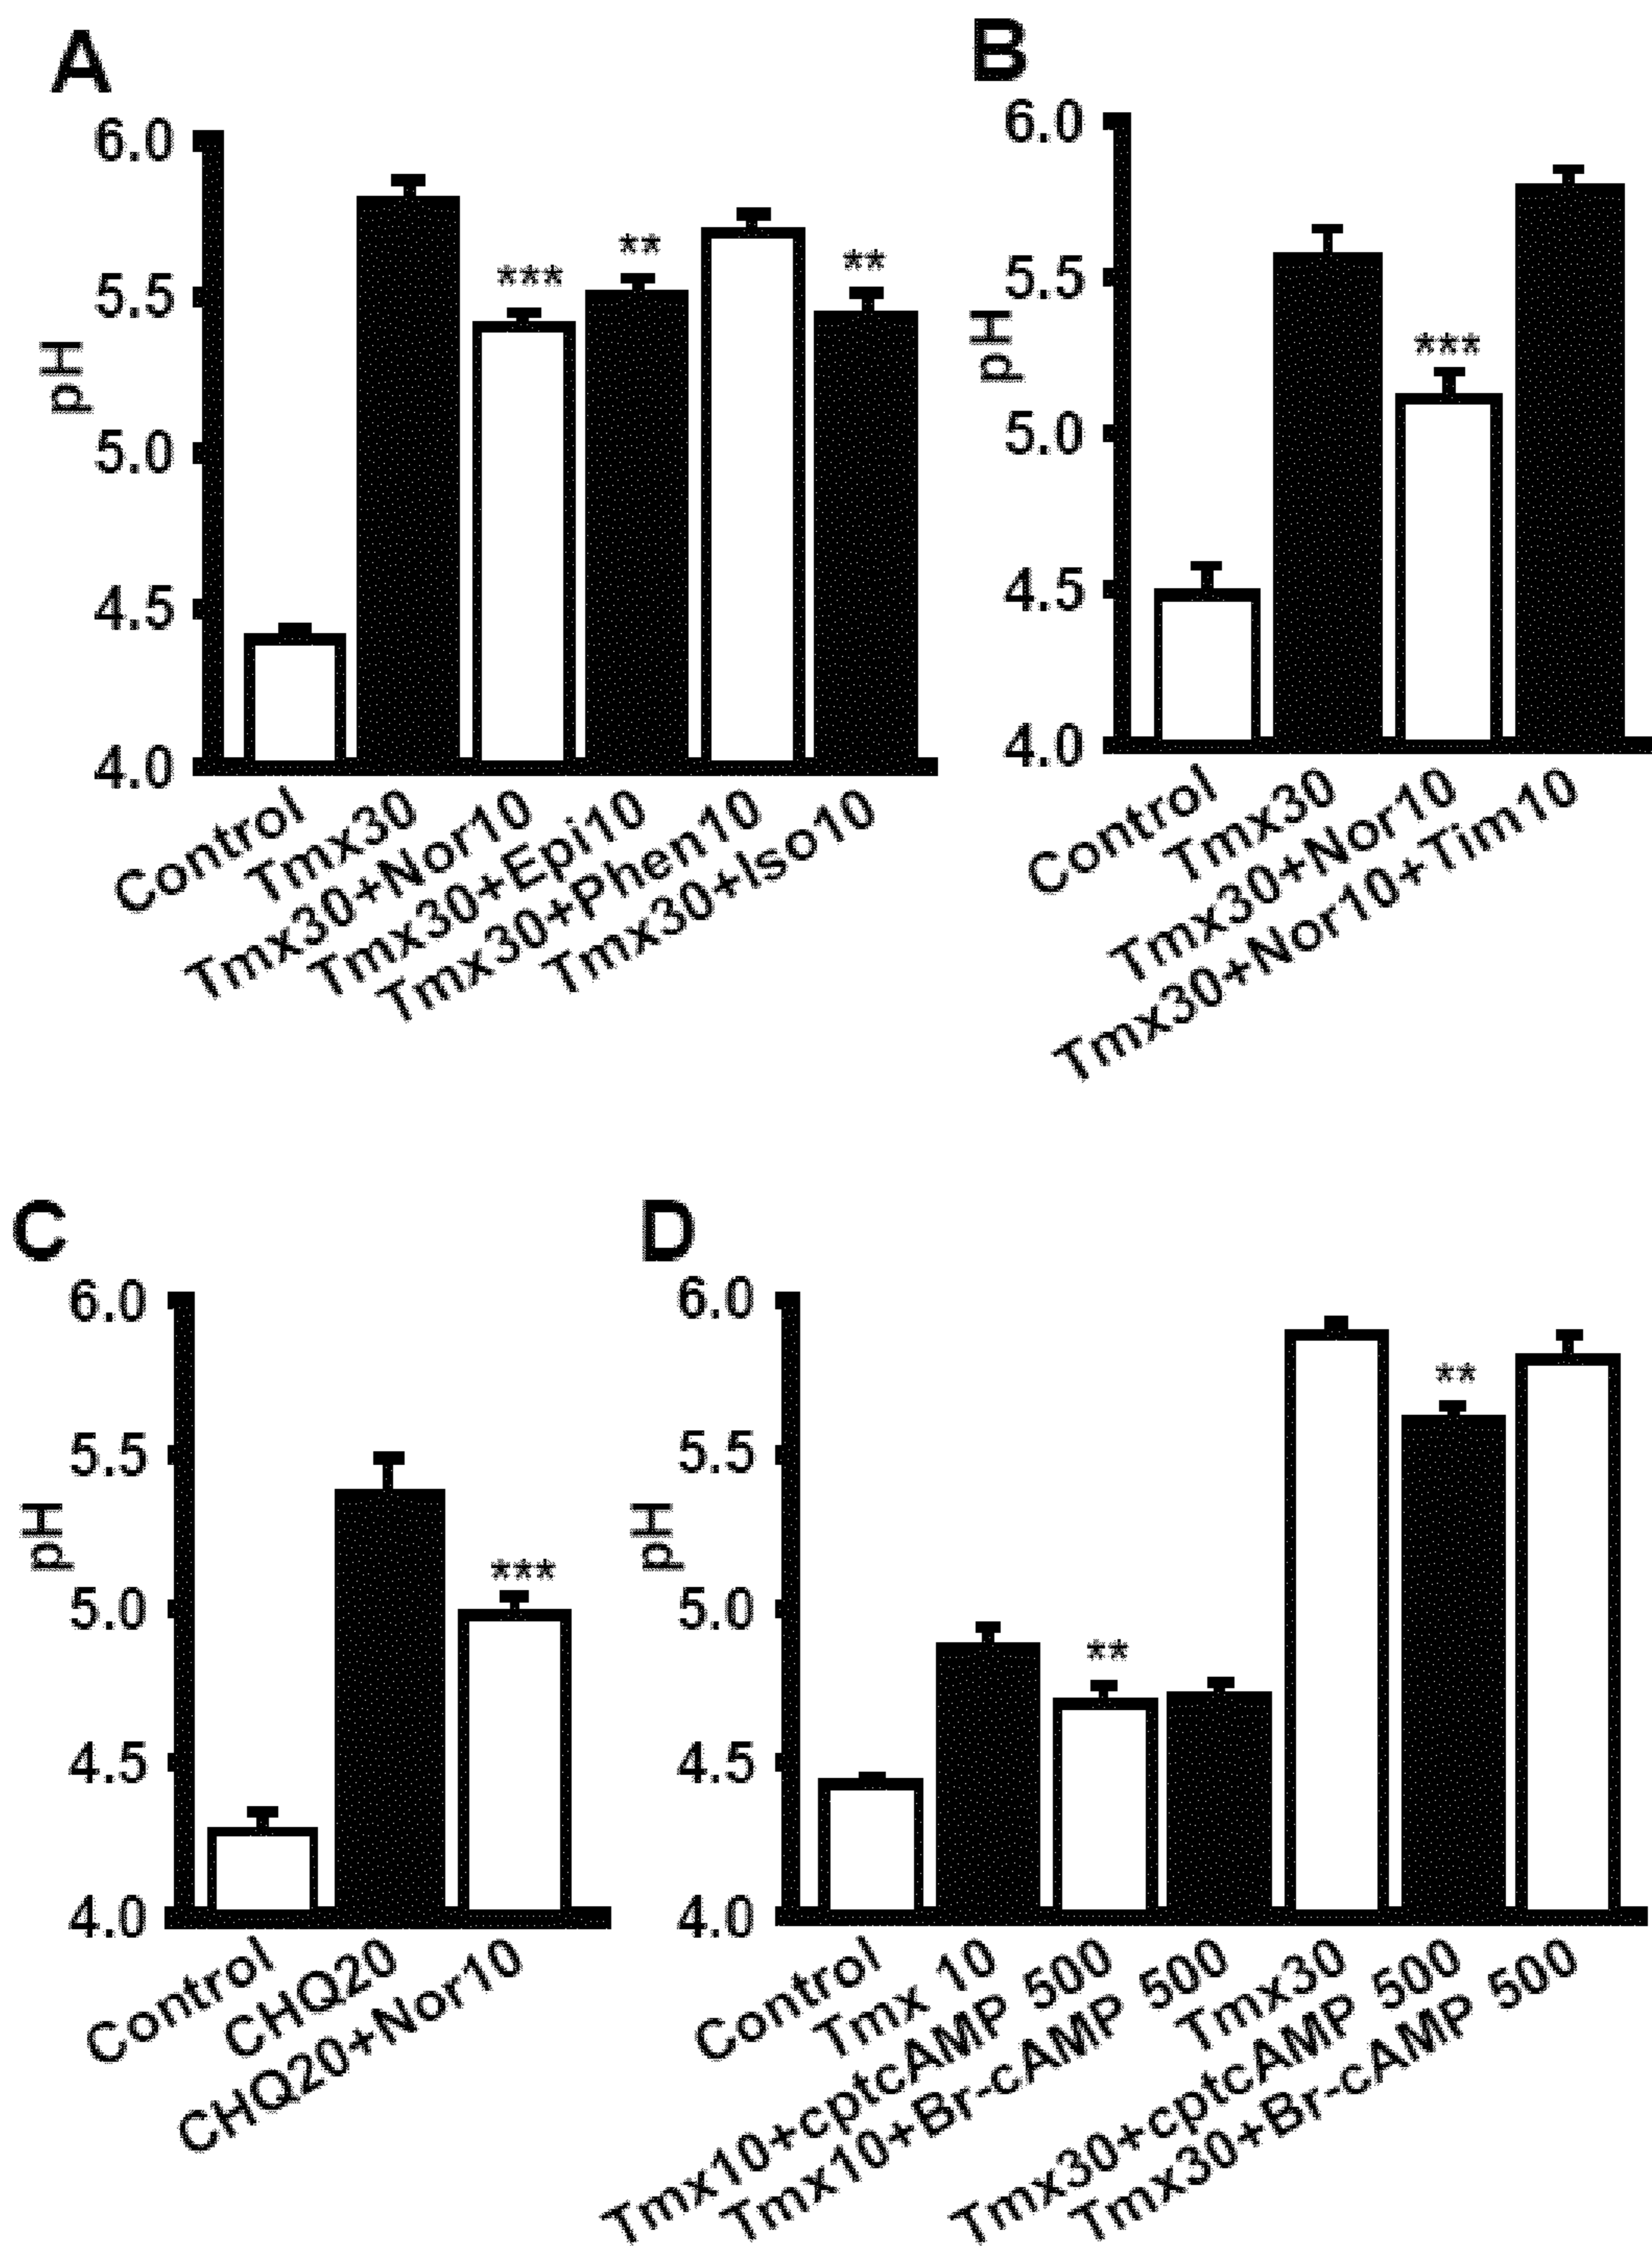 A
6.0
5.5
5.0
4.5
4.0
pH
***
**
**
Control
Tmx30
Tmx30+Nor10
Tmx30+Epi10
Tmx30+Phen10
Tmx30+Iso10
B
6.0
5.5
5.0
4.5
4.0
pH
***
Control
Tmx30
Tmx30+Nor10
Tmx30+Nor10+Tim10
C
6.0
5.5
5.0
4.5
4.0
pH
***
Control
CHQ20
CHQ20+Nor10
D
6.0
5.5
5.0
4.5
4.0
pH
**
**
Control
Tmx 10
Tmx10+cptcAMP 500
Tmx10+Br-cAMP 500
Tmx30
Tmx30+cptcAMP 500
Tmx30+Br-cAMP 500